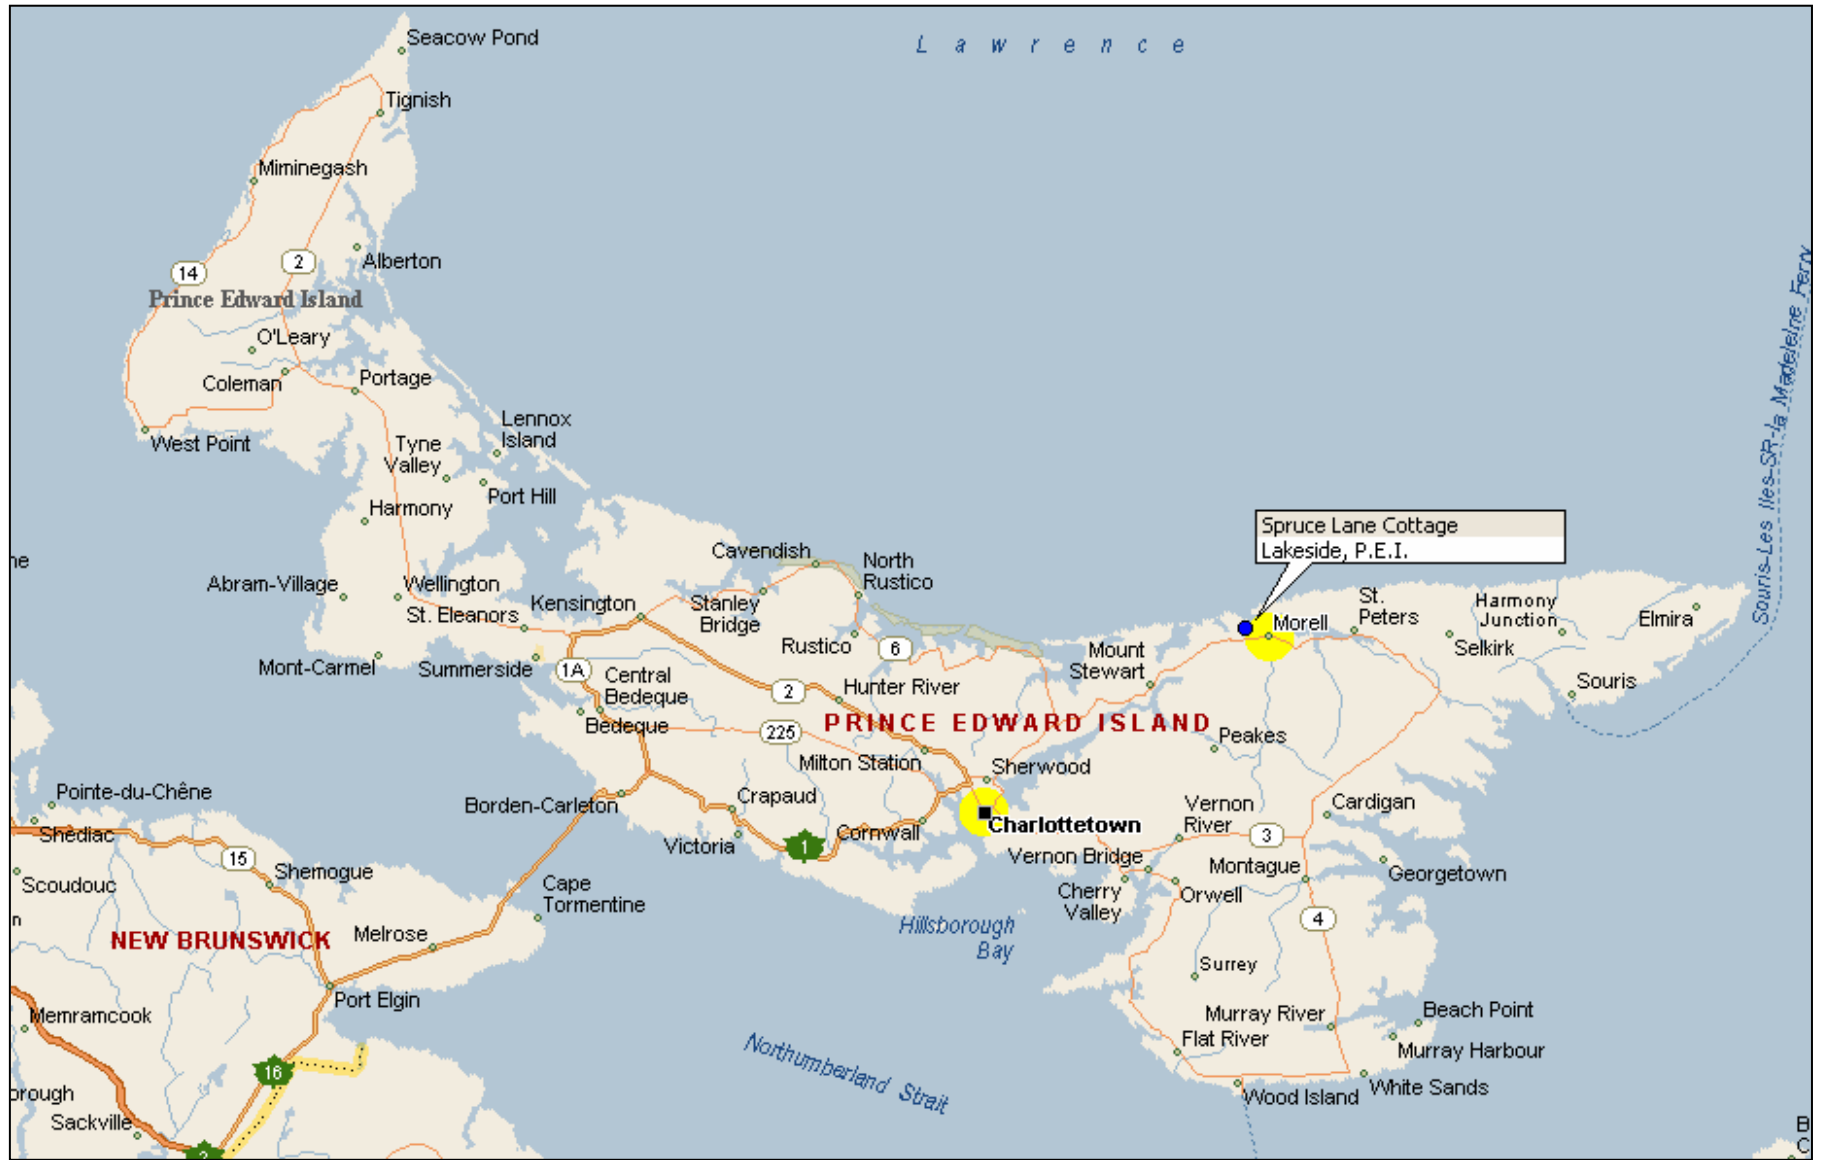 Seacow Pond
L a w r e n c e
Tignish
Miminegash
14
2
Alberton
Prince Edward Island
O'Leary
Coleman
Portage
West Point
Lennox
Island
Tyne
Valley
Port Hill
Harmony
Souris-Les Iles-SR-la Madeleine Ferry
Spruce Lane Cottage
Lakeside, P.E.I.
ne
Cavendish
North
Rustico
Abram-Village
Wellington
St. Eleanors
Kensington
Stanley
Bridge
St.
Peters
Harmony
Junction
Elmira
Morell
Rustico
6
Mont-Carmel
Summerside
1A
Central
Bedeque
Mount
Stewart
Selkirk
Souris
2
Hunter River
Bedeque
225
PRINCE EDWARD ISLAND
Peakes
Milton Station
Sherwood
Pointe-du-Chêne
Borden-Carleton
Crapaud
Vernon
River
Cardigan
Shediac
Victoria
1
Cornwall
Charlottetown
3
15
Shemogue
Vernon Bridge
Montague
Georgetown
Scoudouc
Cape
Tormentine
Cherry
Valley
Orwell
n
NEW BRUNSWICK
Melrose
Hillsborough
Bay
4
Surrey
Port Elgin
Memramcook
Murray River
Beach Point
Flat River
Murray Harbour
Northumberland Strait
16
orough
Wood Island
White Sands
Sackville
2
B
C